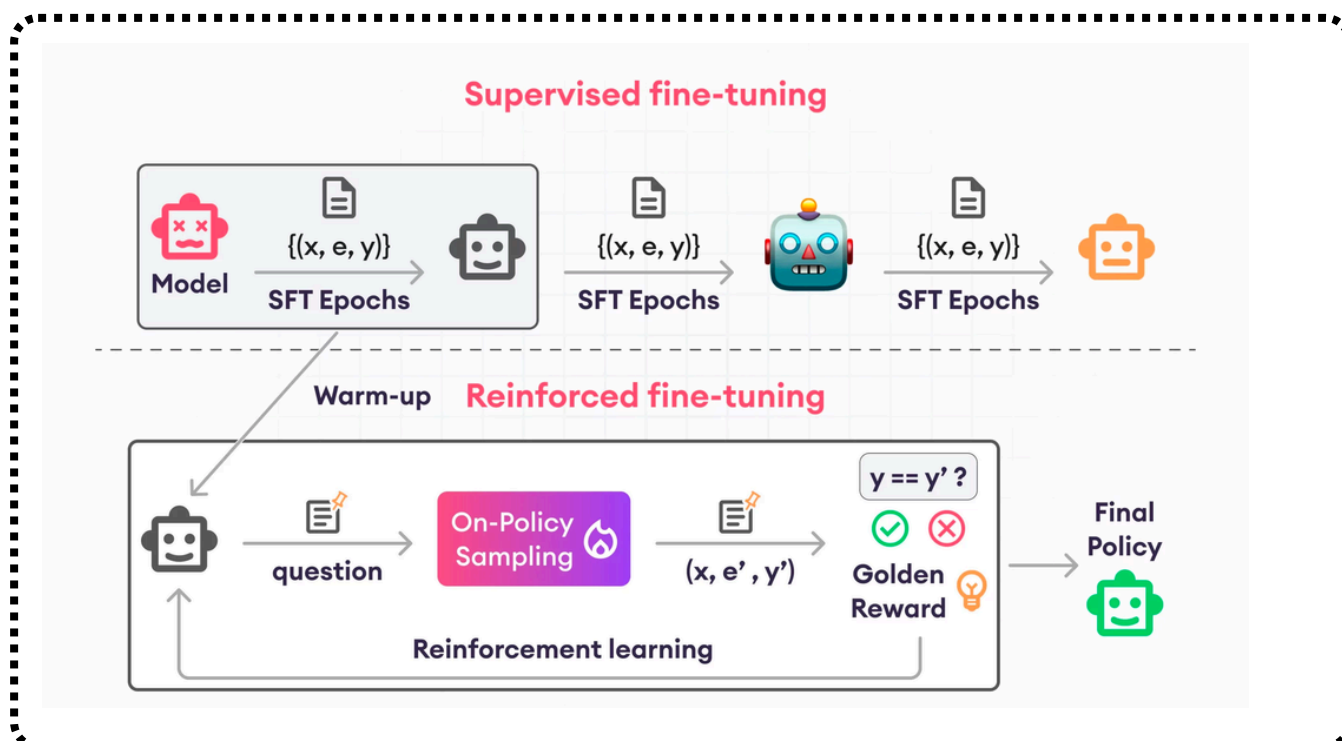 Supervised fine-tuning
{(x, e, y)}
{(x, e, y)}
{(x, e, y)}
Model
SFT Epochs
SFT Epochs
SFT Epochs
Warm-up
Reinforced fine-tuning
y == y’ ?
On-Policy
Sampling
question
(x, e’ , y’)
Golden
Reward
Final
Policy
Reinforcement learning